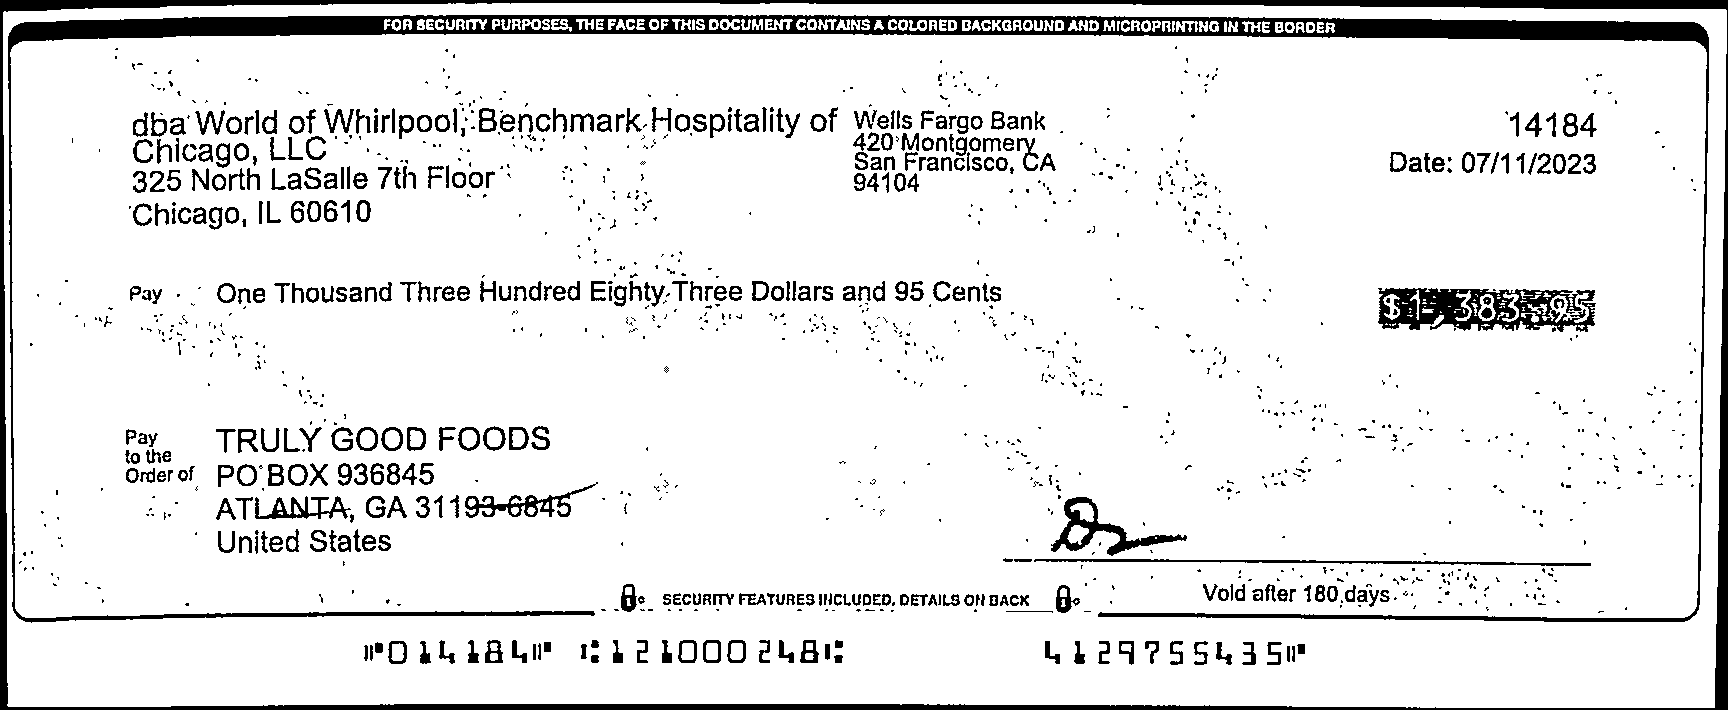 FOR SECURITY PURPOSES, THE FACE OF THIS DOCUMENT CONTAINS A COLORED BACKGROUND AND MICROPRINTING IN THE BORDER
dba World of Whirlpool, Benchmark Hospitality of
Chicago, LLC
325 North LaSalle 7th Floor
Chicago, IL 60610
Wells Fargo Bank
420 Montgomery
San Francisco, CA
94104
14184
Date: 07/11/2023
Pay One Thousand Three Hundred Eighty Three Dollars and 95 Cents
$1,383.95
Pay
to the
Order of
TRULY GOOD FOODS
PO BOX 936845
ATLANTA, GA 31193-6845
United States
SECURITY FEATURES INCLUDED. DETAILS ON BACK
Void after 180 days
⑈014184⑈ ⑆121000248⑆ 4129755435⑈